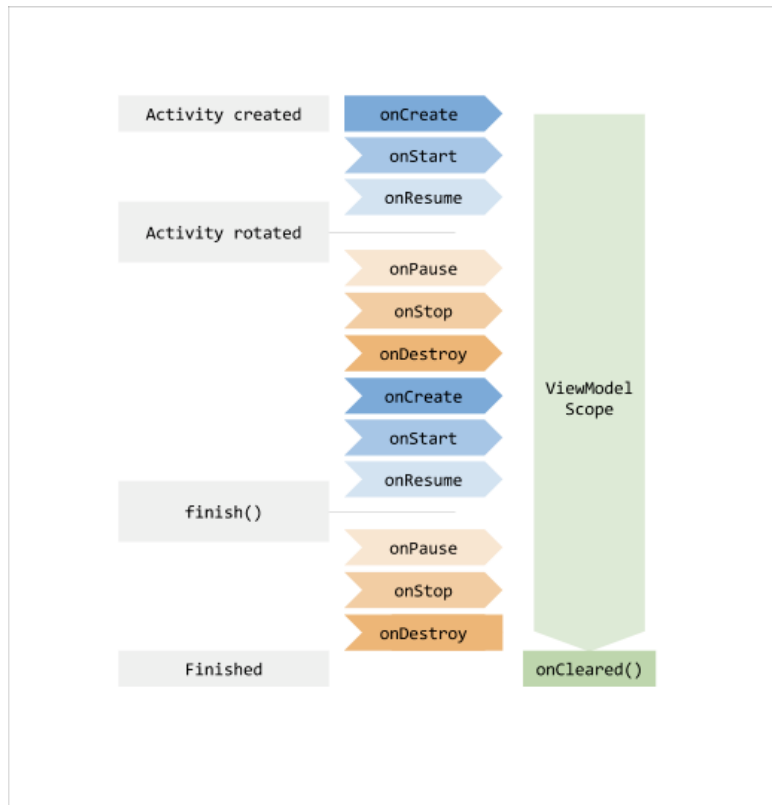 Activity created
onCreate
onStart
onResume
Activity rotated
onPause
onStop
onDestroy
onCreate
ViewModel
Scope
onStart
onResume
finish()
onPause
onStop
onDestroy
Finished
onCleared()